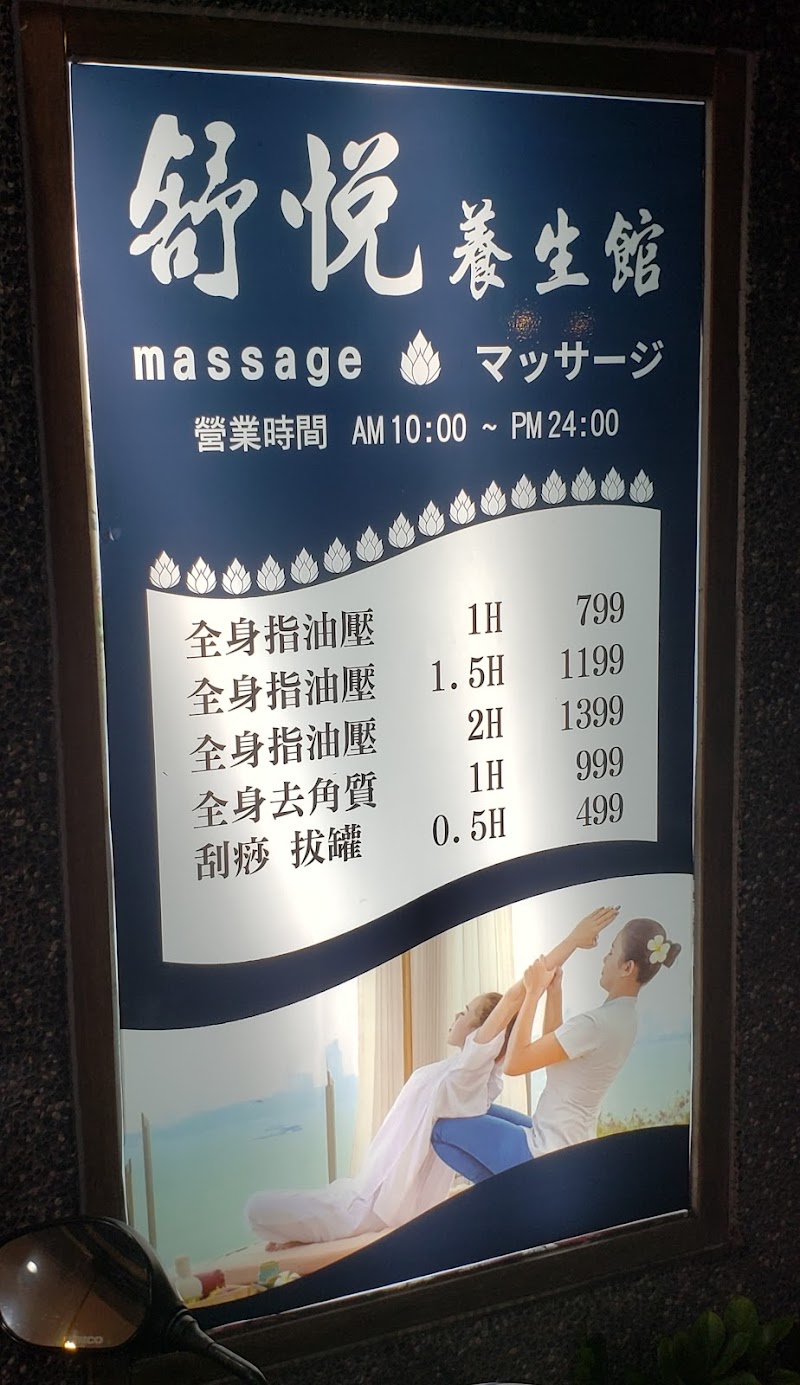 舒悅養生館
massage マッサージ
營業時間 AM10:00 ~ PM24:00
全身指油壓 1H 799
全身指油壓 1.5H 1199
全身指油壓 2H 1399
全身去角質 1H 999
刮痧 拔罐 0.5H 499